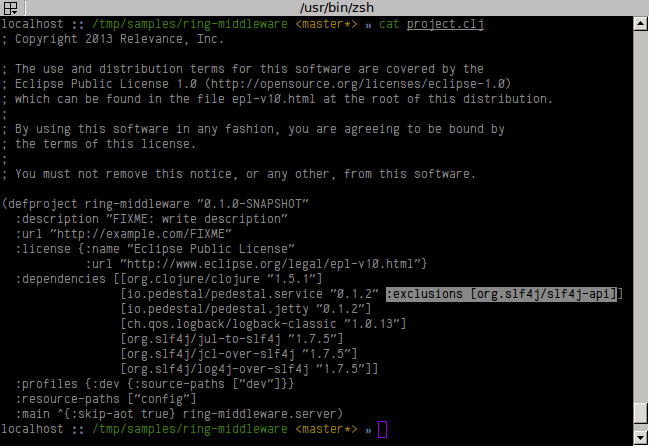 /usr/bin/zsh
localhost :: /tmp/samples/ring-middleware <master*> » cat project.clj
; Copyright 2013 Relevance, Inc.
; The use and distribution terms for this software are covered by the
; Eclipse Public License 1.0 (http://opensource.org/licenses/eclipse-1.0)
; which can be found in the file epl-v10.html at the root of this distribution.
;
; By using this software in any fashion, you are agreeing to be bound by
; the terms of this license.
;
; You must not remove this notice, or any other, from this software.
(defproject ring-middleware "0.1.0-SNAPSHOT"
  :description "FIXME: write description"
  :url "http://example.com/FIXME"
  :license {:name "Eclipse Public License"
            :url "http://www.eclipse.org/legal/epl-v10.html"}
  :dependencies [[org.clojure/clojure "1.5.1"]
                 [io.pedestal/pedestal.service "0.1.2" :exclusions [org.slf4j/slf4j-api]]
                 [io.pedestal/pedestal.jetty "0.1.2"]
                 [ch.qos.logback/logback-classic "1.0.13"]
                 [org.slf4j/jul-to-slf4j "1.7.5"]
                 [org.slf4j/jcl-over-slf4j "1.7.5"]
                 [org.slf4j/log4j-over-slf4j "1.7.5"]]
  :profiles {:dev {:source-paths ["dev"]}}
  :resource-paths ["config"]
  :main ^{:skip-aot true} ring-middleware.server)
localhost :: /tmp/samples/ring-middleware <master*> »